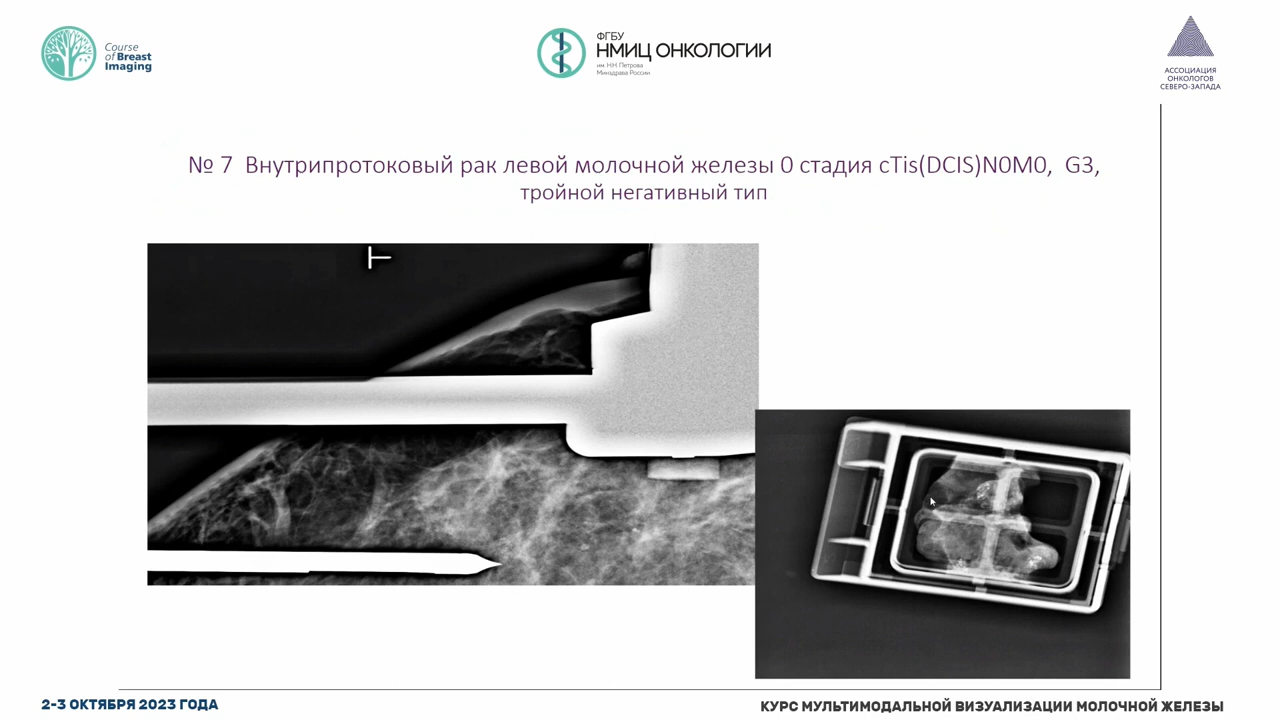 Course
of Breast
Imaging
ФГБУ
НМИЦ ОНКОЛОГИИ
им. Н.Н. Петрова
Минздрава России
АССОЦИАЦИЯ
ОНКОЛОГОВ
СЕВЕРО-ЗАПАДА
№ 7 Внутрипротоковый рак левой молочной железы 0 стадия cTis(DCIS)N0M0, G3,
тройной негативный тип
2-3 ОКТЯБРЯ 2023 ГОДА
КУРС МУЛЬТИМОДАЛЬНОЙ ВИЗУАЛИЗАЦИИ МОЛОЧНОЙ ЖЕЛЕЗЫ